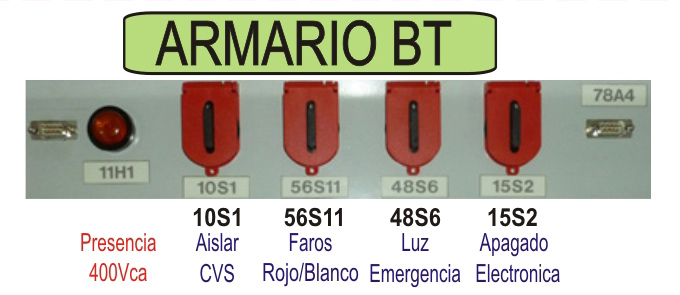 ARMARIO BT
78A4
11H1
10S1 56S11 48S6 15S2
10S1 56S11 48S6 15S2
Presencia Aislar Faros Luz Apagado
400Vca CVS Rojo/Blanco Emergencia Electronica